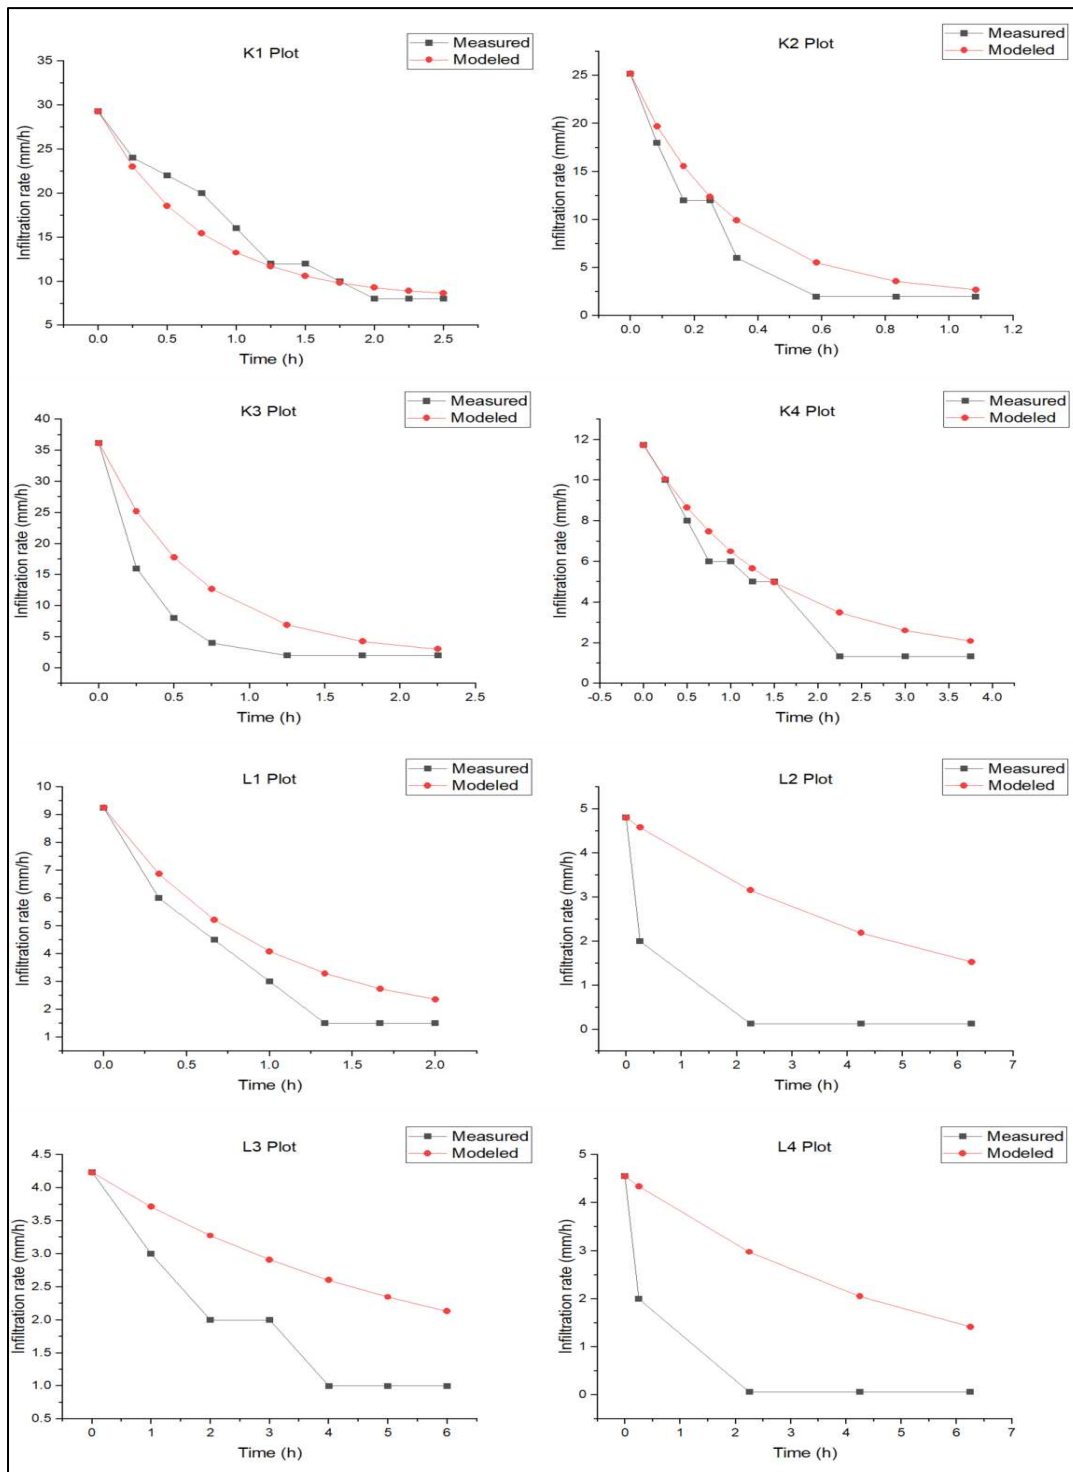 K1 Plot
Measured
Modeled
35
30
25
20
15
10
5
Infiltration rate (mm/h)
0.0 0.5 1.0 1.5 2.0 2.5
Time (h)
K2 Plot
Measured
Modeled
25
20
15
10
5
0
Infiltration rate (mm/h)
0.0 0.2 0.4 0.6 0.8 1.0 1.2
Time (h)
K3 Plot
Measured
Modeled
40
35
30
25
20
15
10
5
0
Infiltration rate (mm/h)
0.0 0.5 1.0 1.5 2.0 2.5
Time (h)
K4 Plot
Measured
Modeled
12
10
8
6
4
2
0
Infiltration rate (mm/h)
-0.5 0.0 0.5 1.0 1.5 2.0 2.5 3.0 3.5 4.0
Time (h)
L1 Plot
Measured
Modeled
10
9
8
7
6
5
4
3
2
1
Infiltration rate (mm/h)
0.0 0.5 1.0 1.5 2.0
Time (h)
L2 Plot
Measured
Modeled
5
4
3
2
1
0
Infiltration rate (mm/h)
0 1 2 3 4 5 6 7
Time (h)
L3 Plot
Measured
Modeled
4.5
4.0
3.5
3.0
2.5
2.0
1.5
1.0
0.5
Infiltration rate (mm/h)
0 1 2 3 4 5 6
Time (h)
L4 Plot
Measured
Modeled
5
4
3
2
1
0
Infiltration rate (mm/h)
0 1 2 3 4 5 6 7
Time (h)